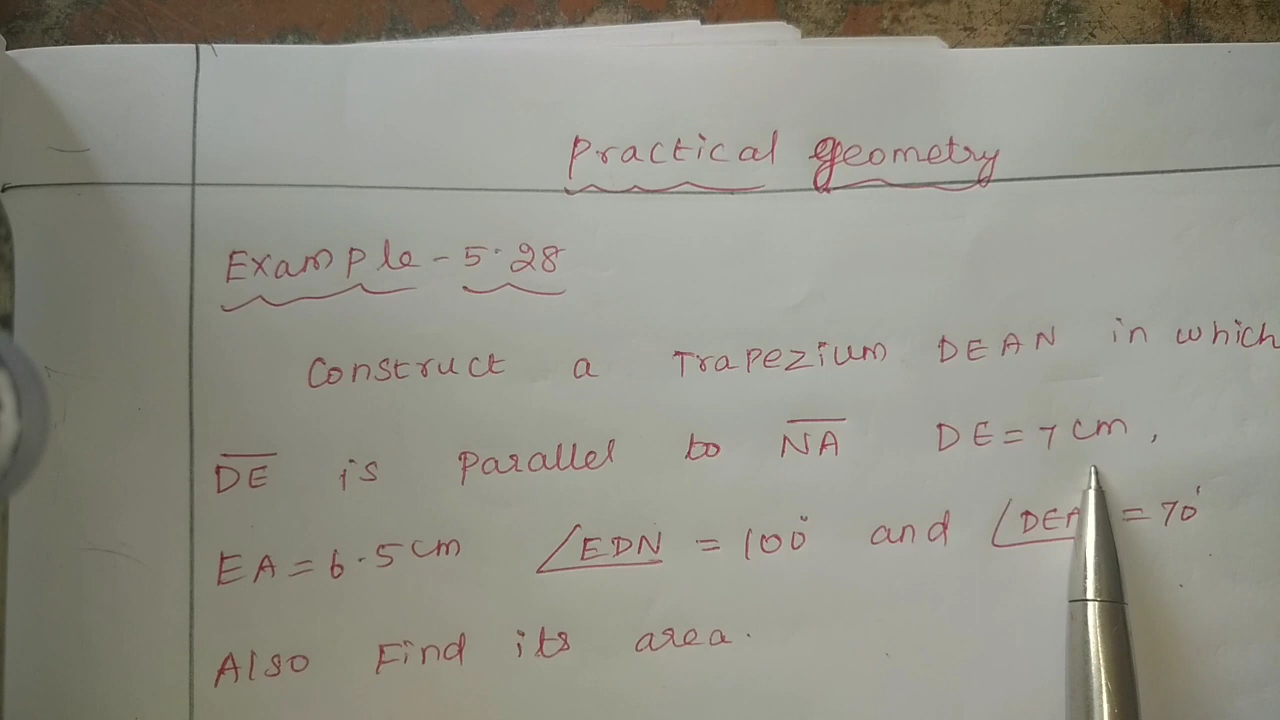 Practical geometry
Example - 5.28
Construct a Trapezium DEAN in which
DE is parallel to NA DE = 7 cm,
EA = 6.5 cm ∠EDN = 100° and ∠DEA = 70°
Also Find its area.